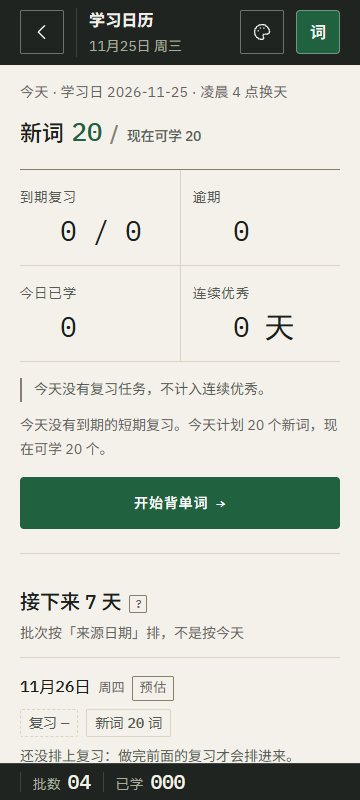 学习日历
11月25日 周三
词
今天 · 学习日 2026-11-25 · 凌晨 4 点换天
新词 20 / 现在可学 20
到期复习
0 / 0
逾期
0
今日已学
0
连续优秀
0 天
今天没有复习任务，不计入连续优秀。
今天没有到期的短期复习。今天计划 20 个新词，现
在可学 20 个。
开始背单词 →
接下来 7 天 ?
批次按「来源日期」排，不是按今天
11月26日 周四 预估
复习 — 新词 20 词
还没排上复习：做完前面的复习才会排进来。
批数 04 已学 000